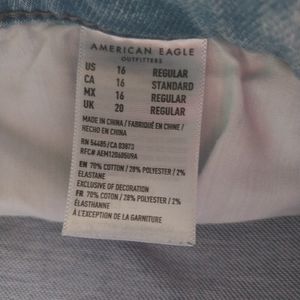 AMERICAN EAGLE
OUTFITTERS
US 16 REGULAR
CA 16 STANDARD
MX 16 REGULAR
UK 20 REGULAR
MADE IN CHINA / FABRIQUÉ EN CHINE /
HECHO EN CHINA
RN 54485/CA 03873
RFC# AEM120605U9A
EN 70% COTTON / 28% POLYESTER / 2%
ELASTANE
EXCLUSIVE OF DECORATION
FR 70% COTON / 28% POLYESTER / 2%
ÉLASTHANNE
À L'EXCEPTION DE LA GARNITURE